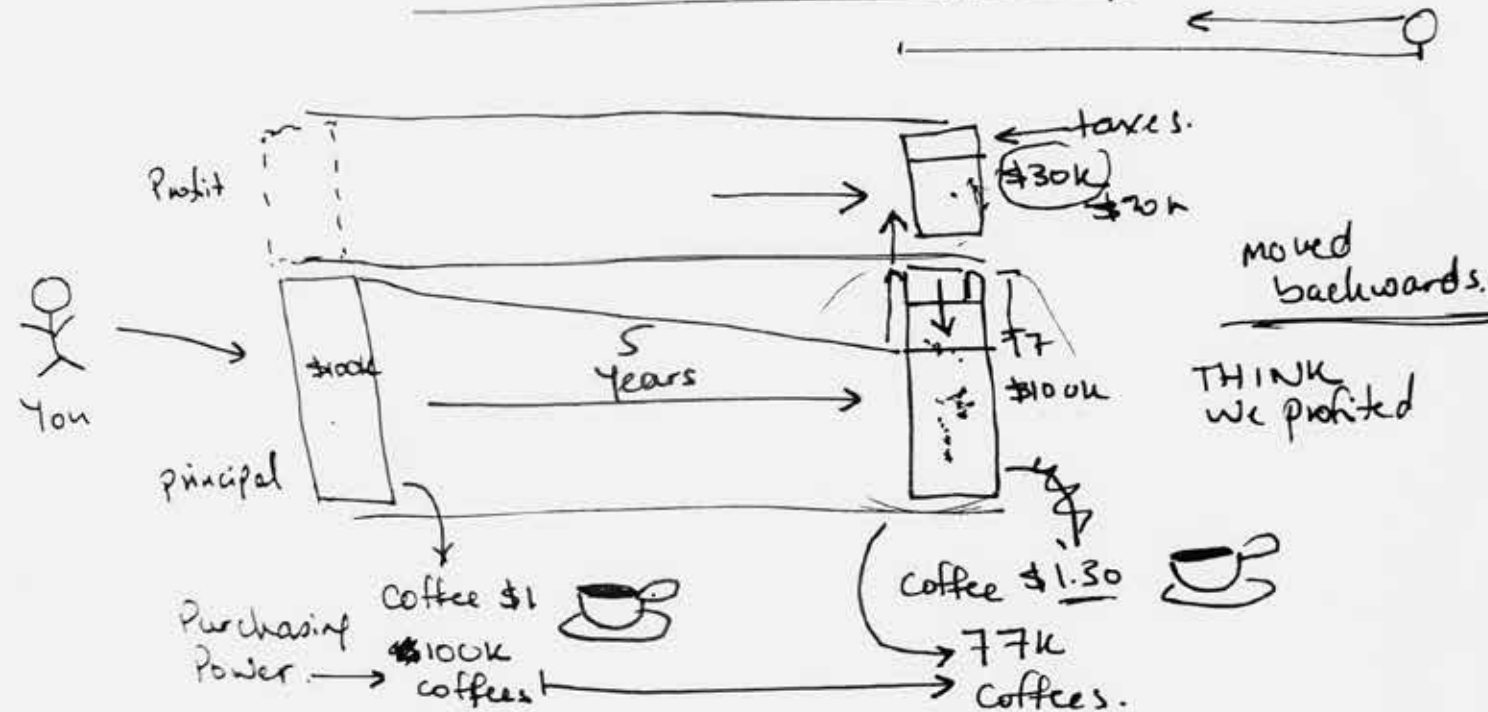 taxes.
Profit
$30K
$20K
moved
backwards.
$100K
5
years
77
$100K
THINK
We profited
You
principal
Coffee $1
Coffee $1.30
Purchasing
Power
$100K
coffees
77K
Coffees.